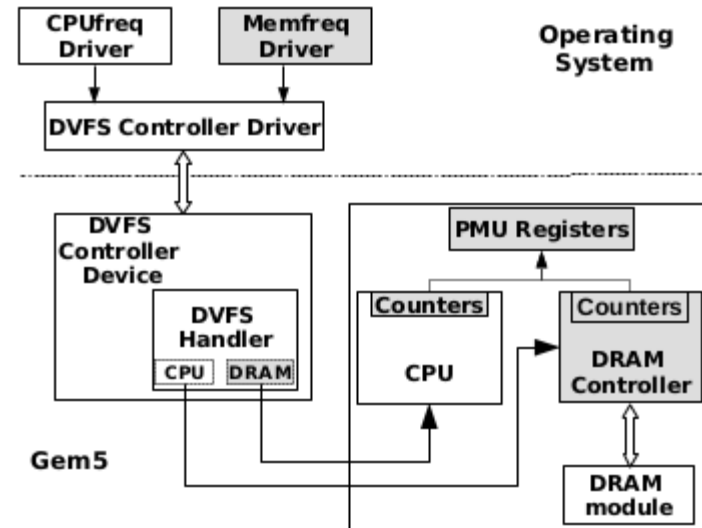 CPUfreq
Driver
Memfreq
Driver
Operating
System
DVFS Controller Driver
DVFS
Controller
Device
DVFS
Handler
CPU
DRAM
PMU Registers
Counters
CPU
Counters
DRAM
Controller
Gem5
DRAM
module